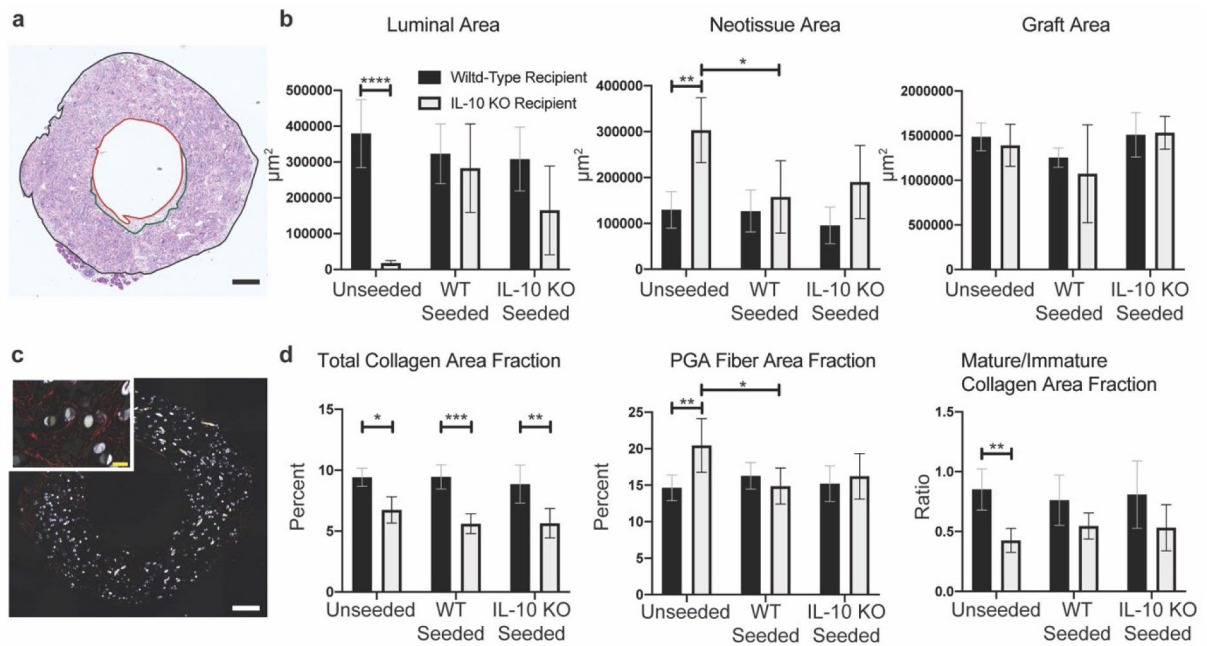 a
b
Luminal Area
Neotissue Area
Graft Area
Wiltd-Type Recipient
IL-10 KO Recipient
****
**
*
500000
400000
300000
200000
100000
0
µm²
Unseeded
WT
Seeded
IL-10 KO
Seeded
400000
300000
200000
100000
0
µm²
Unseeded
WT
Seeded
IL-10 KO
Seeded
2000000
1500000
1000000
500000
0
µm²
Unseeded
WT
Seeded
IL-10 KO
Seeded
c
d
Total Collagen Area Fraction
PGA Fiber Area Fraction
Mature/Immature
Collagen Area Fraction
15
10
5
0
Percent
*
***
**
Unseeded
WT
Seeded
IL-10 KO
Seeded
25
20
15
10
5
0
Percent
**
*
Unseeded
WT
Seeded
IL-10 KO
Seeded
1.5
1.0
0.5
0.0
Ratio
**
Unseeded
WT
Seeded
IL-10 KO
Seeded